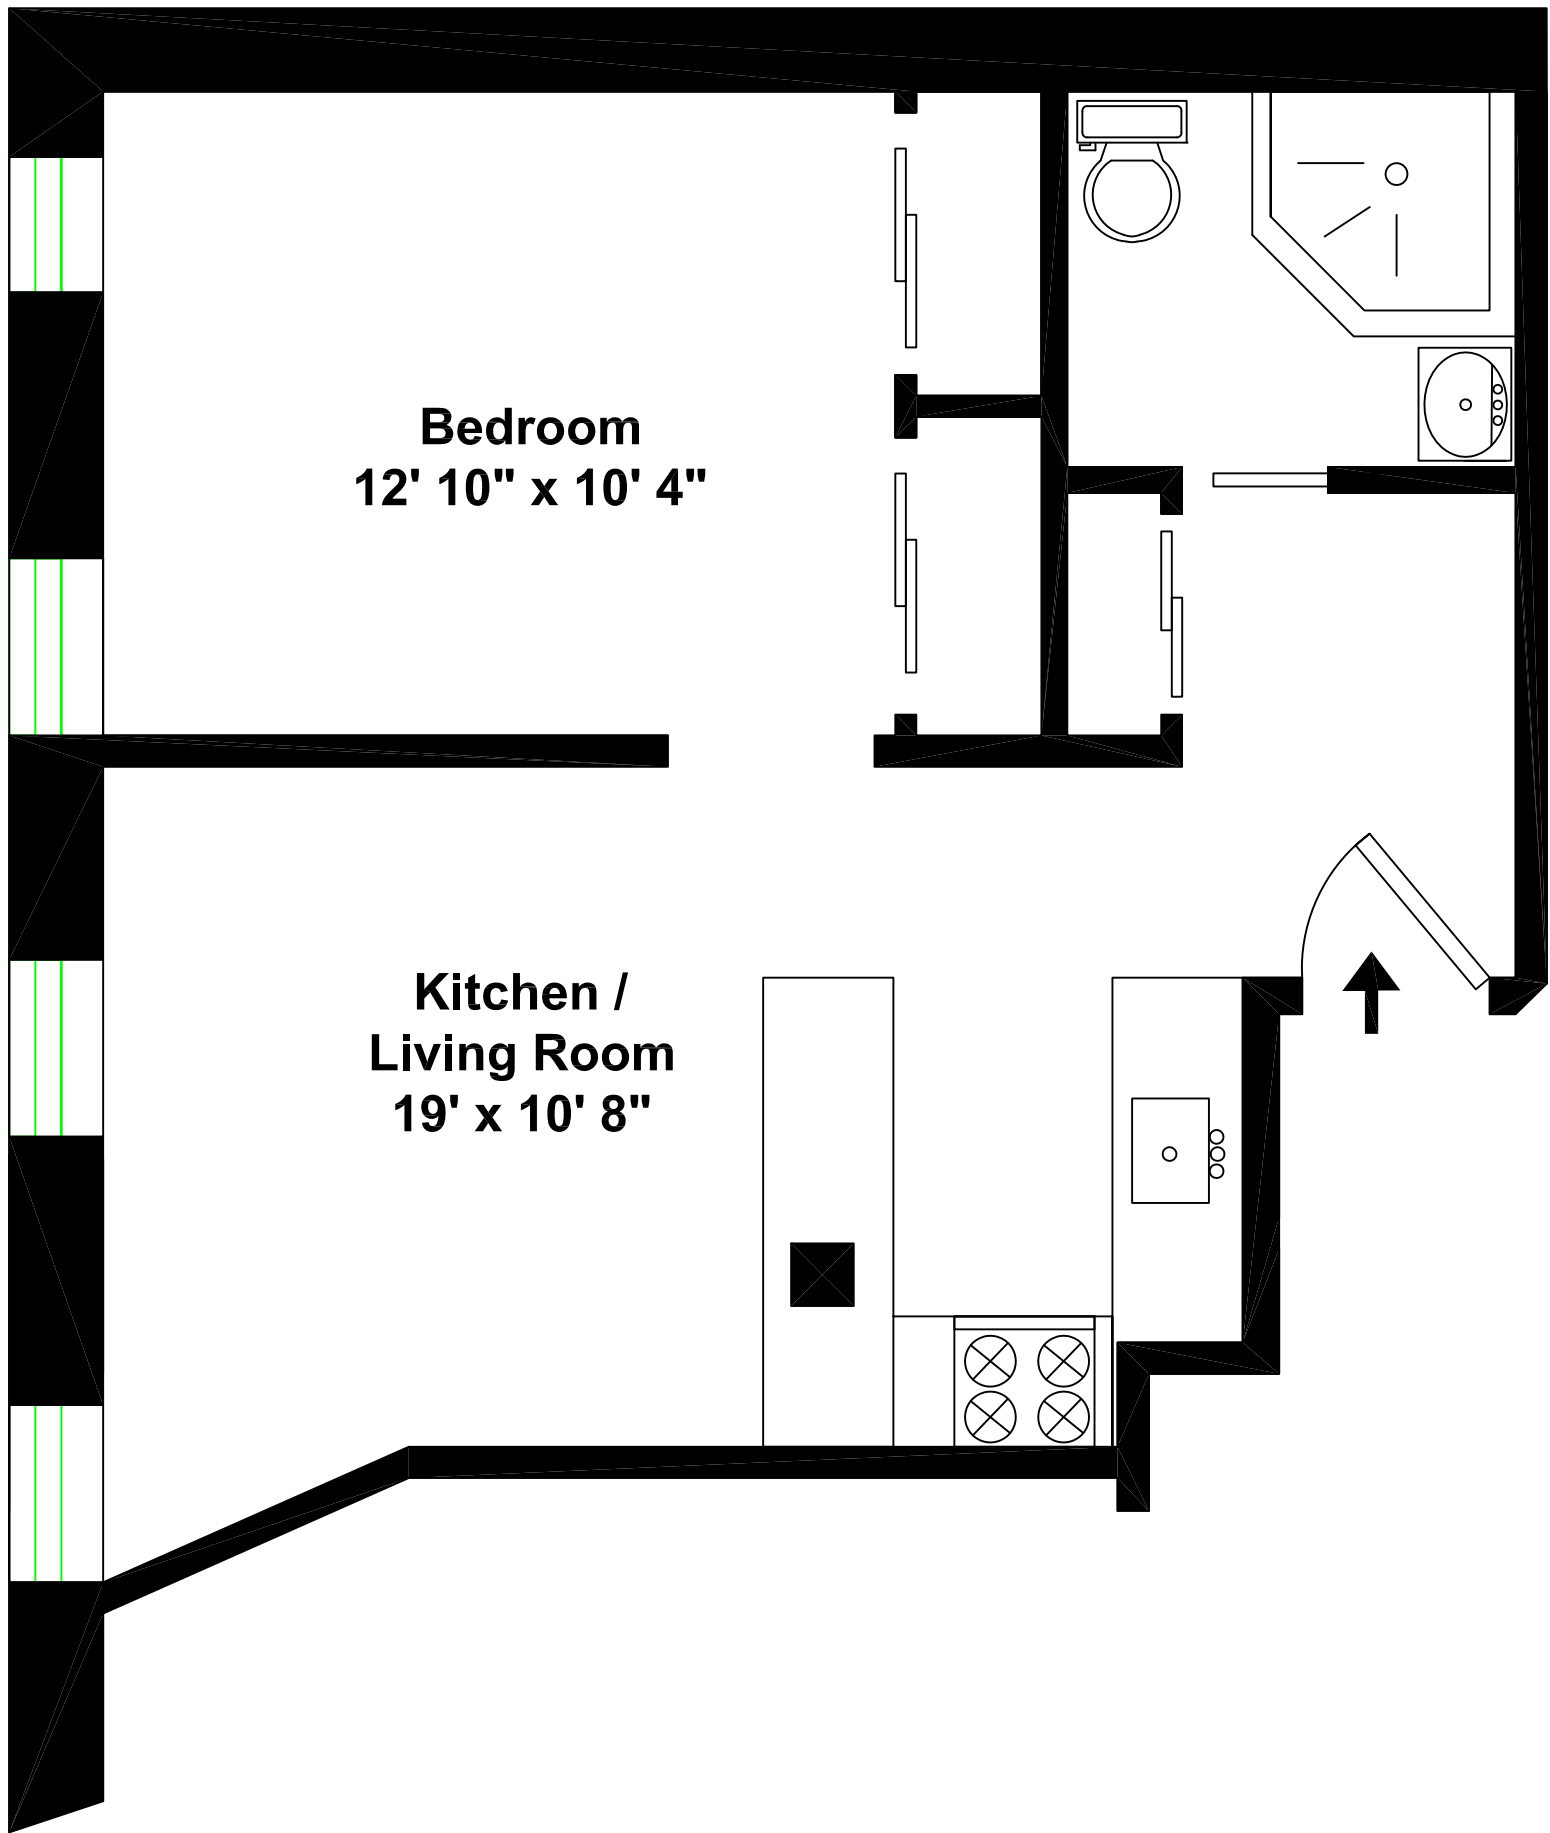 Bedroom
12' 10" x 10' 4"
Kitchen /
Living Room
19' x 10' 8"